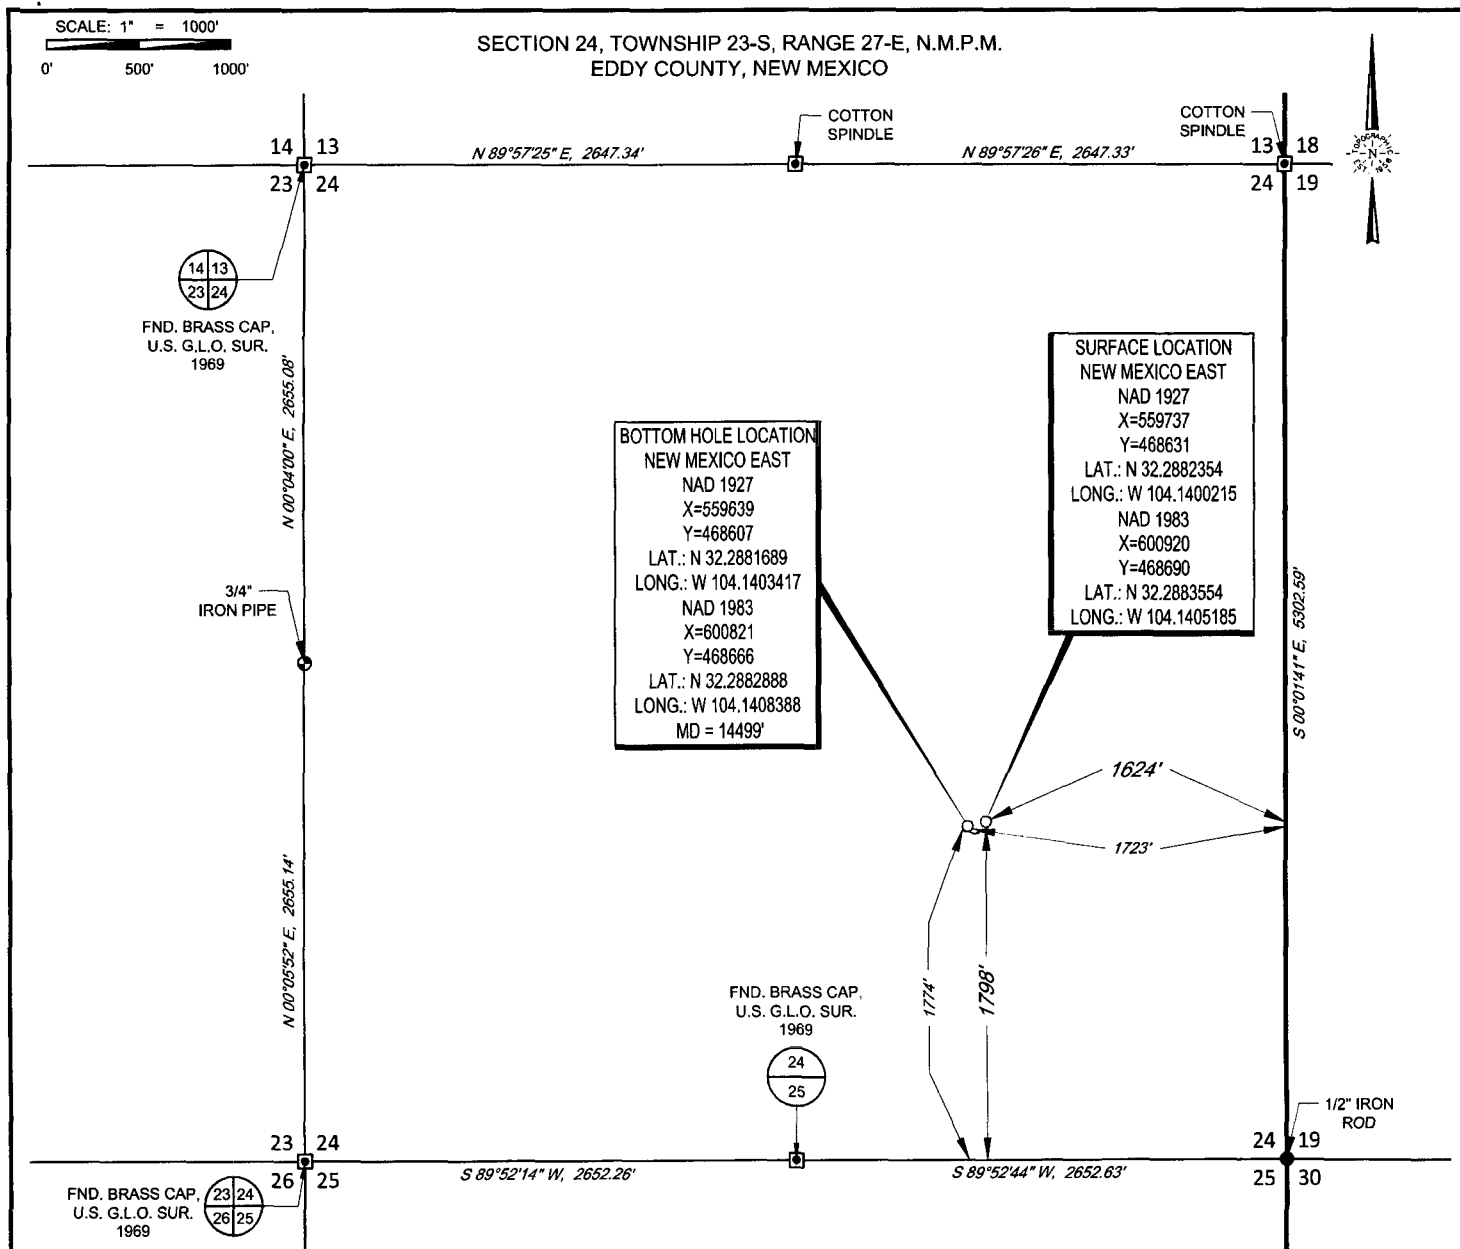 SCALE: 1" = 1000'
0' 500' 1000'
SECTION 24, TOWNSHIP 23-S, RANGE 27-E, N.M.P.M.
EDDY COUNTY, NEW MEXICO
COTTON
SPINDLE
COTTON
SPINDLE
14 13
23 24
N 89°57'25" E, 2647.34'
N 89°57'26" E, 2647.33'
13 18
24 19
TOPOGRAPHIC
N
EST. 1958
14 13
23 24
FND. BRASS CAP,
U.S. G.L.O. SUR.
1969
N 00°04'00" E, 2655.08'
SURFACE LOCATION
NEW MEXICO EAST
NAD 1927
X=559737
Y=468631
LAT.: N 32.2882354
LONG.: W 104.1400215
NAD 1983
X=600920
Y=468690
LAT.: N 32.2883554
LONG.: W 104.1405185
BOTTOM HOLE LOCATION
NEW MEXICO EAST
NAD 1927
X=559639
Y=468607
LAT.: N 32.2881689
LONG.: W 104.1403417
NAD 1983
X=600821
Y=468666
LAT.: N 32.2882888
LONG.: W 104.1408388
MD = 14499'
3/4"
IRON PIPE
S 00°01'41" E, 5302.59'
1624'
1723'
N 00°05'52" E, 2655.14'
1774'
1798'
FND. BRASS CAP,
U.S. G.L.O. SUR.
1969
24
25
1/2" IRON
ROD
23 24
26 25
S 89°52'14" W, 2652.26'
S 89°52'44" W, 2652.63'
24 19
25 30
FND. BRASS CAP,
U.S. G.L.O. SUR.
1969
23 24
26 25